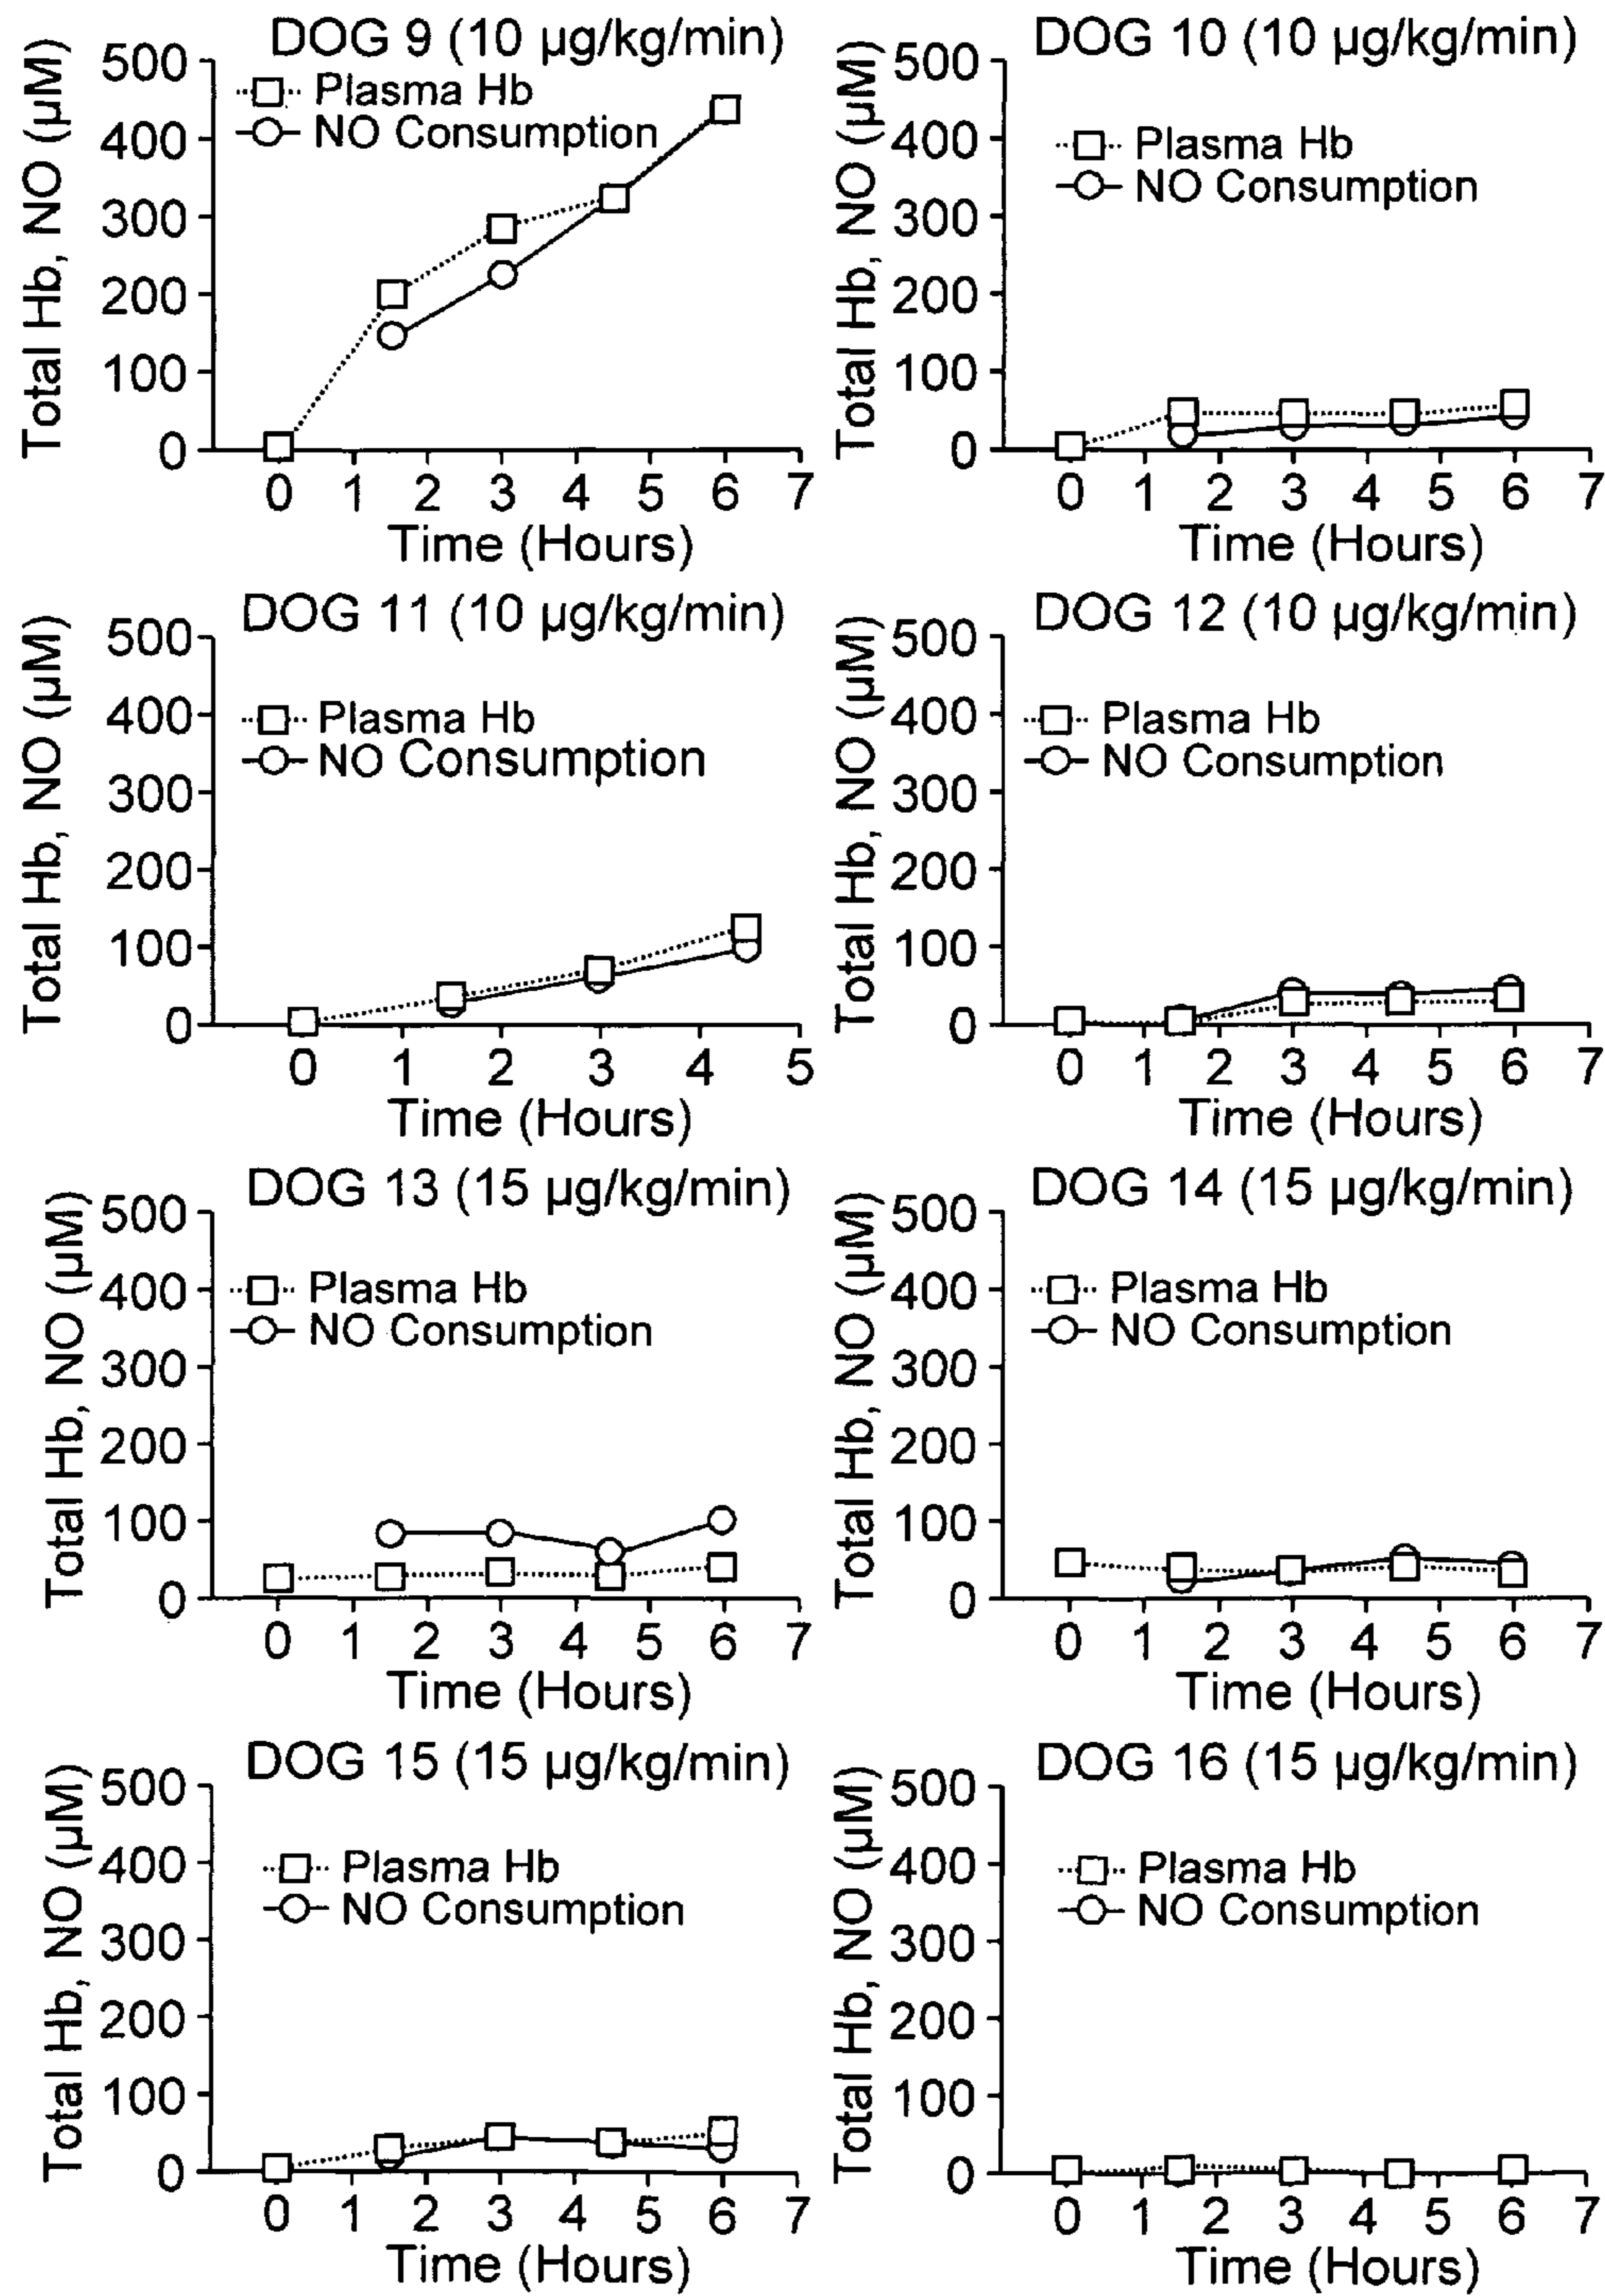 DOG 9 (10 µg/kg/min)
Total Hb, NO (µM)
500
400
300
200
100
0
Plasma Hb
NO Consumption
0 1 2 3 4 5 6 7
Time (Hours)
DOG 10 (10 µg/kg/min)
Total Hb, NO (µM)
500
400
300
200
100
0
Plasma Hb
NO Consumption
0 1 2 3 4 5 6 7
Time (Hours)
DOG 11 (10 µg/kg/min)
Total Hb, NO (µM)
500
400
300
200
100
0
Plasma Hb
NO Consumption
0 1 2 3 4 5
Time (Hours)
DOG 12 (10 µg/kg/min)
Total Hb, NO (µM)
500
400
300
200
100
0
Plasma Hb
NO Consumption
0 1 2 3 4 5 6 7
Time (Hours)
DOG 13 (15 µg/kg/min)
Total Hb, NO (µM)
500
400
300
200
100
0
Plasma Hb
NO Consumption
0 1 2 3 4 5 6 7
Time (Hours)
DOG 14 (15 µg/kg/min)
Total Hb, NO (µM)
500
400
300
200
100
0
Plasma Hb
NO Consumption
0 1 2 3 4 5 6 7
Time (Hours)
DOG 15 (15 µg/kg/min)
Total Hb, NO (µM)
500
400
300
200
100
0
Plasma Hb
NO Consumption
0 1 2 3 4 5 6 7
Time (Hours)
DOG 16 (15 µg/kg/min)
Total Hb, NO (µM)
500
400
300
200
100
0
Plasma Hb
NO Consumption
0 1 2 3 4 5 6 7
Time (Hours)